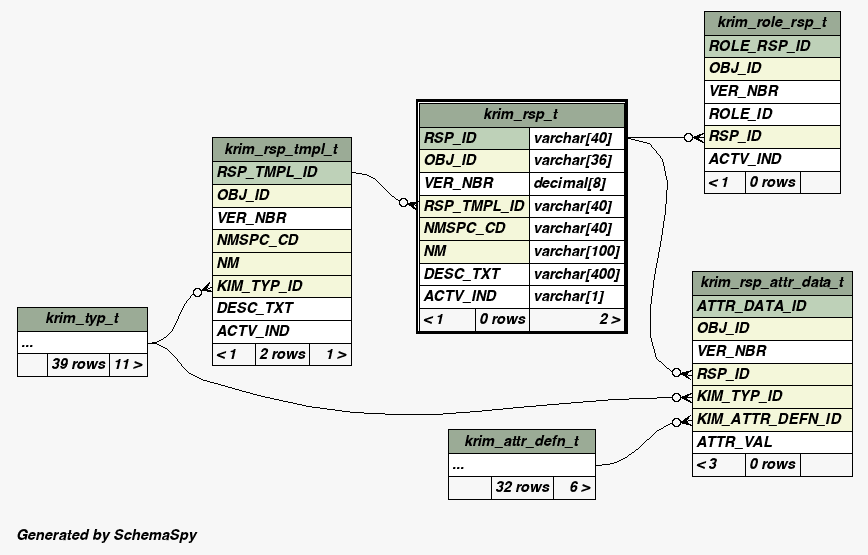 krim_role_rsp_t
ROLE_RSP_ID
OBJ_ID
VER_NBR
ROLE_ID
RSP_ID
ACTV_IND
< 1 0 rows
krim_rsp_t
RSP_ID varchar[40]
OBJ_ID varchar[36]
VER_NBR decimal[8]
RSP_TMPL_ID varchar[40]
NMSPC_CD varchar[40]
NM varchar[100]
DESC_TXT varchar[400]
ACTV_IND varchar[1]
< 1 0 rows 2 >
krim_rsp_tmpl_t
RSP_TMPL_ID
OBJ_ID
VER_NBR
NMSPC_CD
NM
KIM_TYP_ID
DESC_TXT
ACTV_IND
< 1 2 rows 1 >
krim_rsp_attr_data_t
ATTR_DATA_ID
OBJ_ID
VER_NBR
RSP_ID
KIM_TYP_ID
KIM_ATTR_DEFN_ID
ATTR_VAL
< 3 0 rows
krim_typ_t
...
39 rows 11 >
krim_attr_defn_t
...
32 rows 6 >
Generated by SchemaSpy